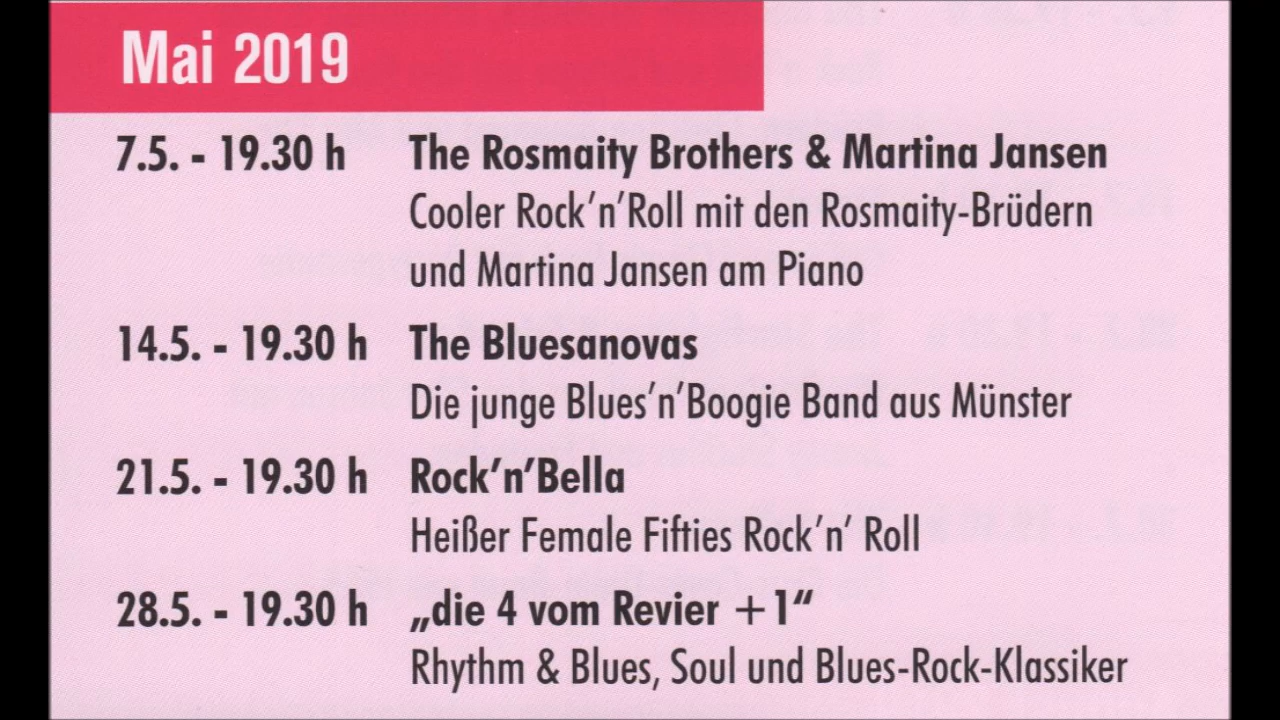 Mai 2019
7.5. - 19.30 h The Rosmaity Brothers & Martina Jansen
Cooler Rock’n’Roll mit den Rosmaity-Brüdern
und Martina Jansen am Piano
14.5. - 19.30 h The Bluesanovas
Die junge Blues’n’Boogie Band aus Münster
21.5. - 19.30 h Rock’n’Bella
Heißer Female Fifties Rock’n’ Roll
28.5. - 19.30 h „die 4 vom Revier +1“
Rhythm & Blues, Soul und Blues-Rock-Klassiker